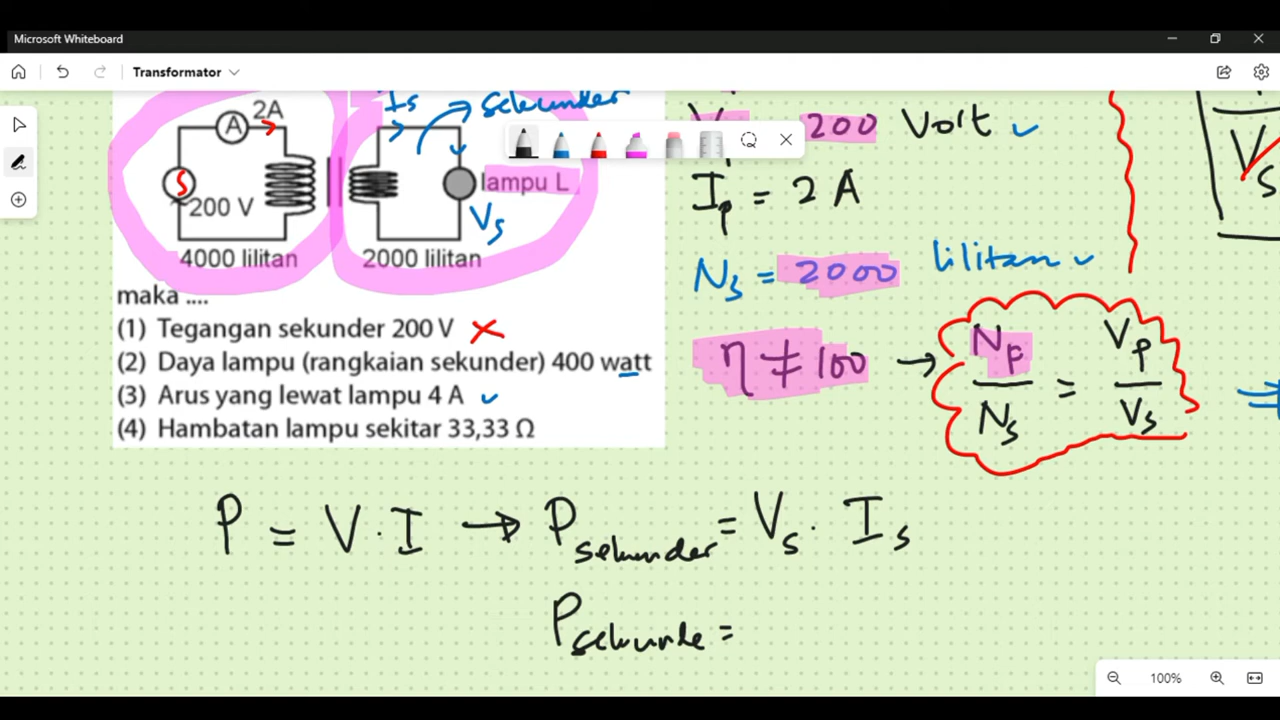 Microsoft Whiteboard
Transformator
2A
A
~200 V
4000 lilitan
Is
sekunder
lampu L
Vs
2000 lilitan
maka ....
(1) Tegangan sekunder 200 V
(2) Daya lampu (rangkaian sekunder) 400 watt
(3) Arus yang lewat lampu 4 A
(4) Hambatan lampu sekitar 33,33 Ω
200 Volt
Ip = 2 A
Ns = 2000 lilitan
η ≠ 100 → Np/Ns = Vp/Vs
Vs
P = V · I → Psekunder = Vs · Is
Psekunde =
100%